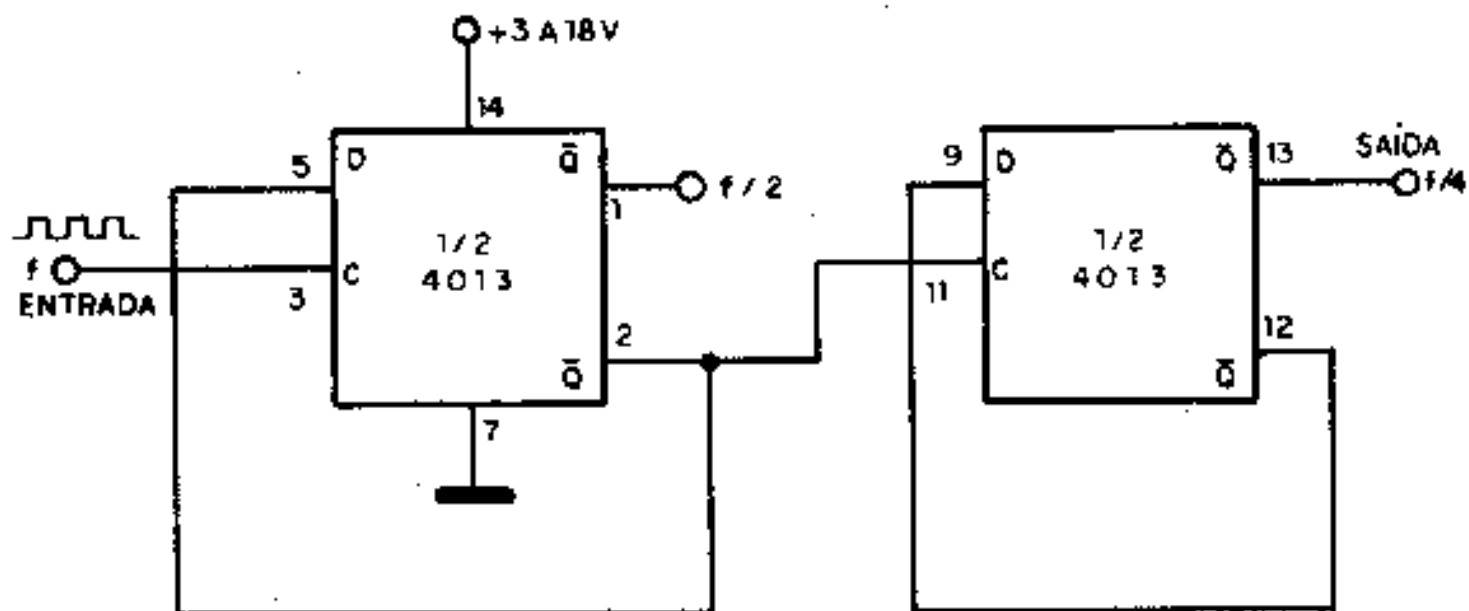 +3 A 18V
14
5 D Q̄
1
f/2
f
ENTRADA
3 C
1/2
4013
2
Q̄
7
9 D Q̄ 13
SAÍDA
f/4
11 C
1/2
4013
12
Q̄